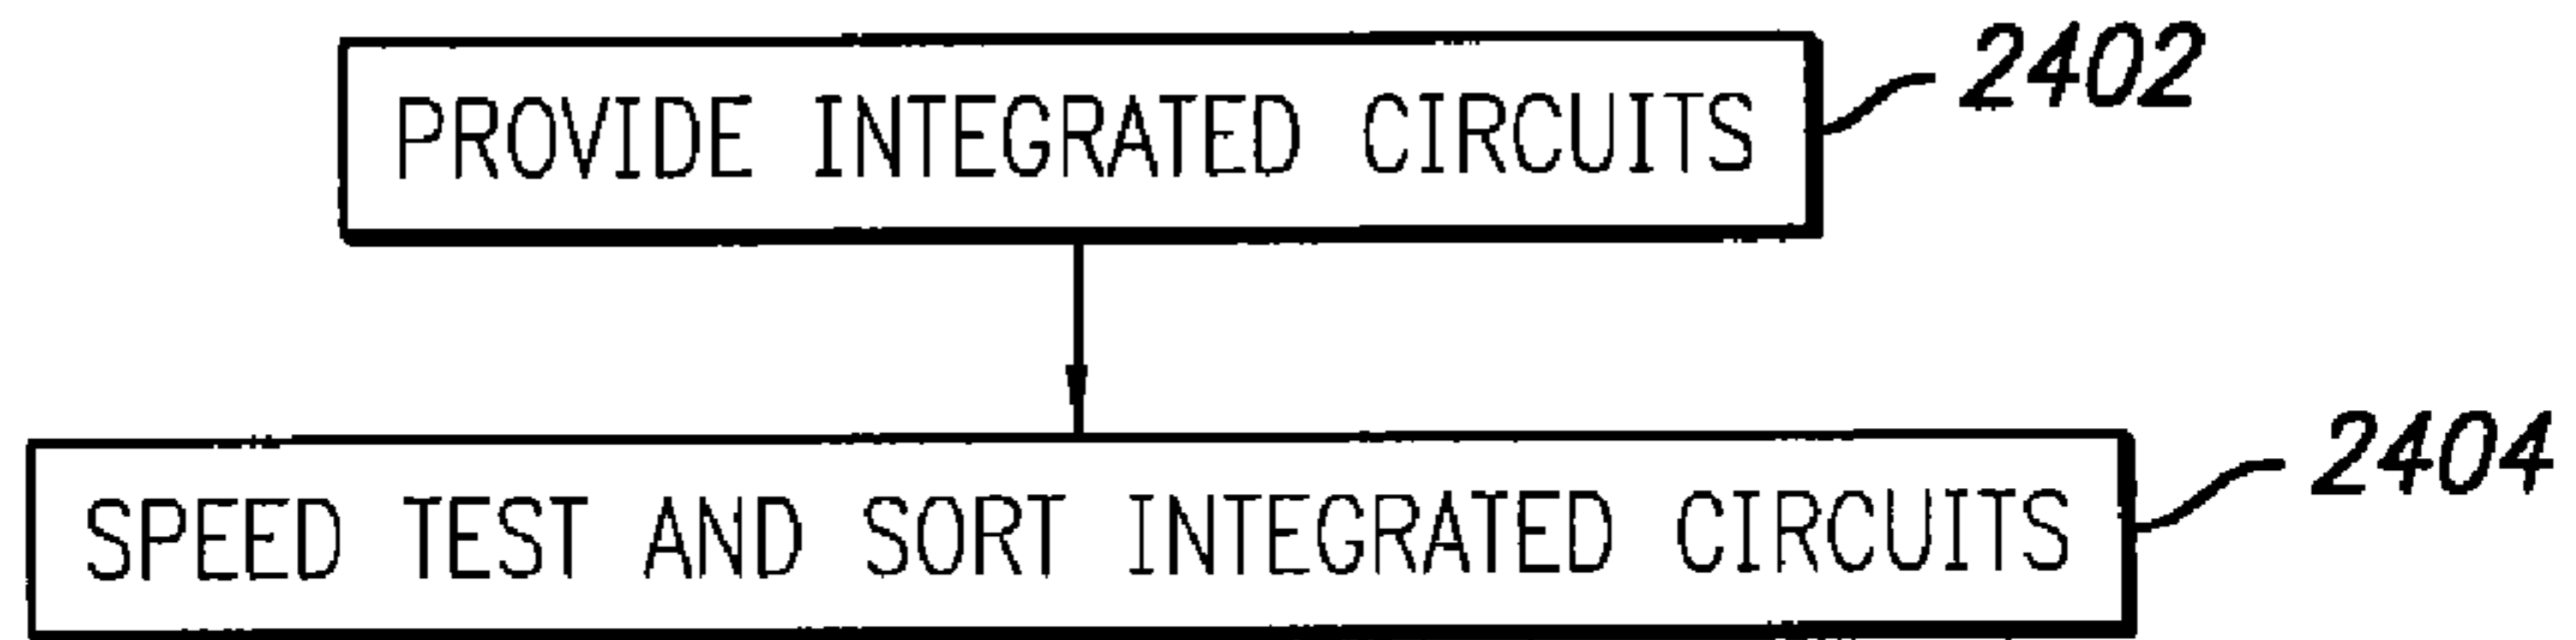 PROVIDE INTEGRATED CIRCUITS
2402
SPEED TEST AND SORT INTEGRATED CIRCUITS
2404